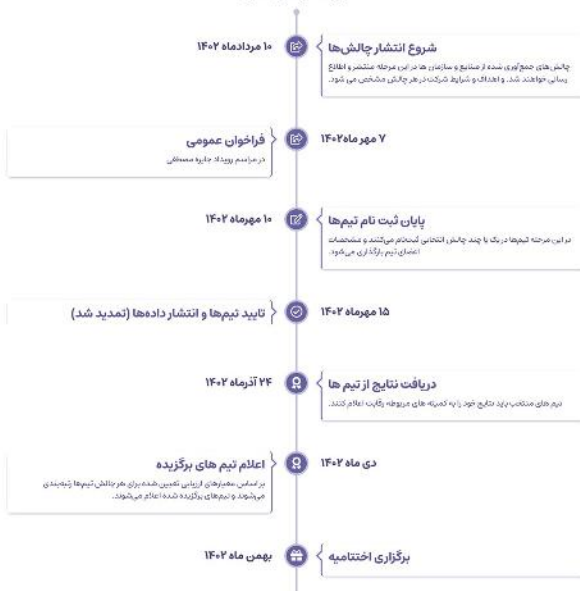 شروع انتشار چالش‌ها
۱۰ مردادماه ۱۴۰۲
چالش‌های جمع‌آوری شده از صنایع و سازمان ها در این مرحله منتشر و اطلاع
رسانی خواهند شد. و اهداف و شرایط شرکت در هر چالش مشخص می شود.
۷ مهر ماه۱۴۰۲
فراخوان عمومی
در مراسم رویداد جایزه مصطفی
پایان ثبت نام تیم‌ها
۱۰ مهرماه ۱۴۰۲
در این مرحله تیم‌ها در یک یا چند چالش انتخابی ثبت‌نام می‌کنند و مشخصات
اعضای تیم بارگذاری می‌شود.
۱۵ مهرماه ۱۴۰۲
تایید تیم‌ها و انتشار داده‌ها (تمدید شد)
دریافت نتایج از تیم ها
۲۴ آذرماه ۱۴۰۲
تیم های منتخب باید نتایج خود را به کمیته های مربوطه رقابت اعلام کنند.
دی ماه ۱۴۰۲
اعلام تیم های برگزیده
بر اساس معیارهای ارزیابی تعیین شده برای هر چالش تیم‌ها رتبه‌بندی
می‌شوند و تیم‌های برگزیده شده اعلام می‌شوند.
برگزاری اختتامیه
بهمن ماه ۱۴۰۲